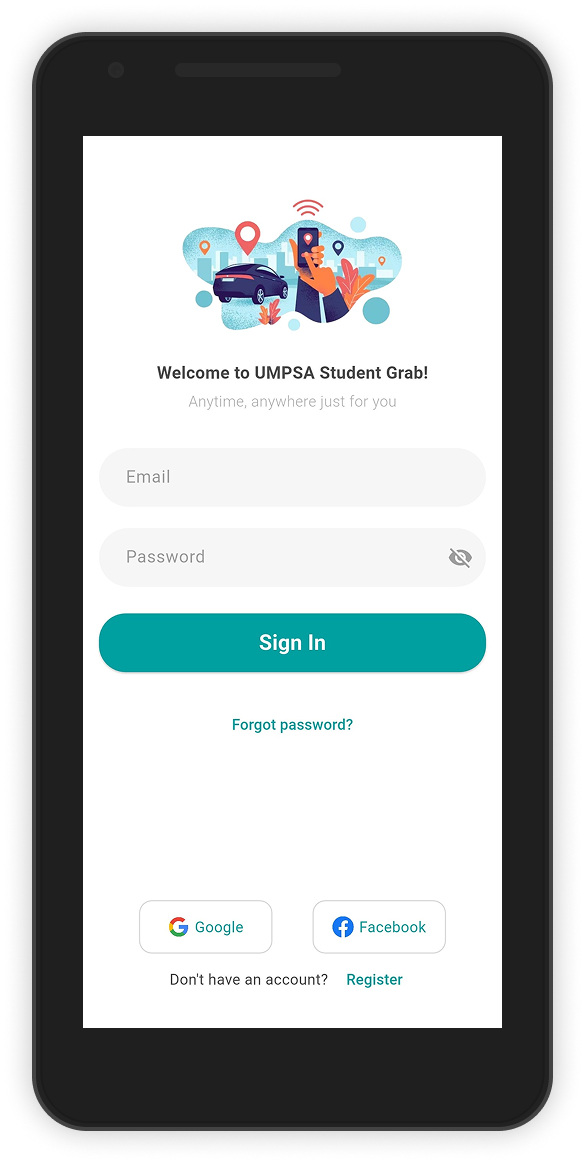 Welcome to UMPSA Student Grab!
Anytime, anywhere just for you
Email
Password
Sign In
Forgot password?
Google Facebook
Don't have an account? Register